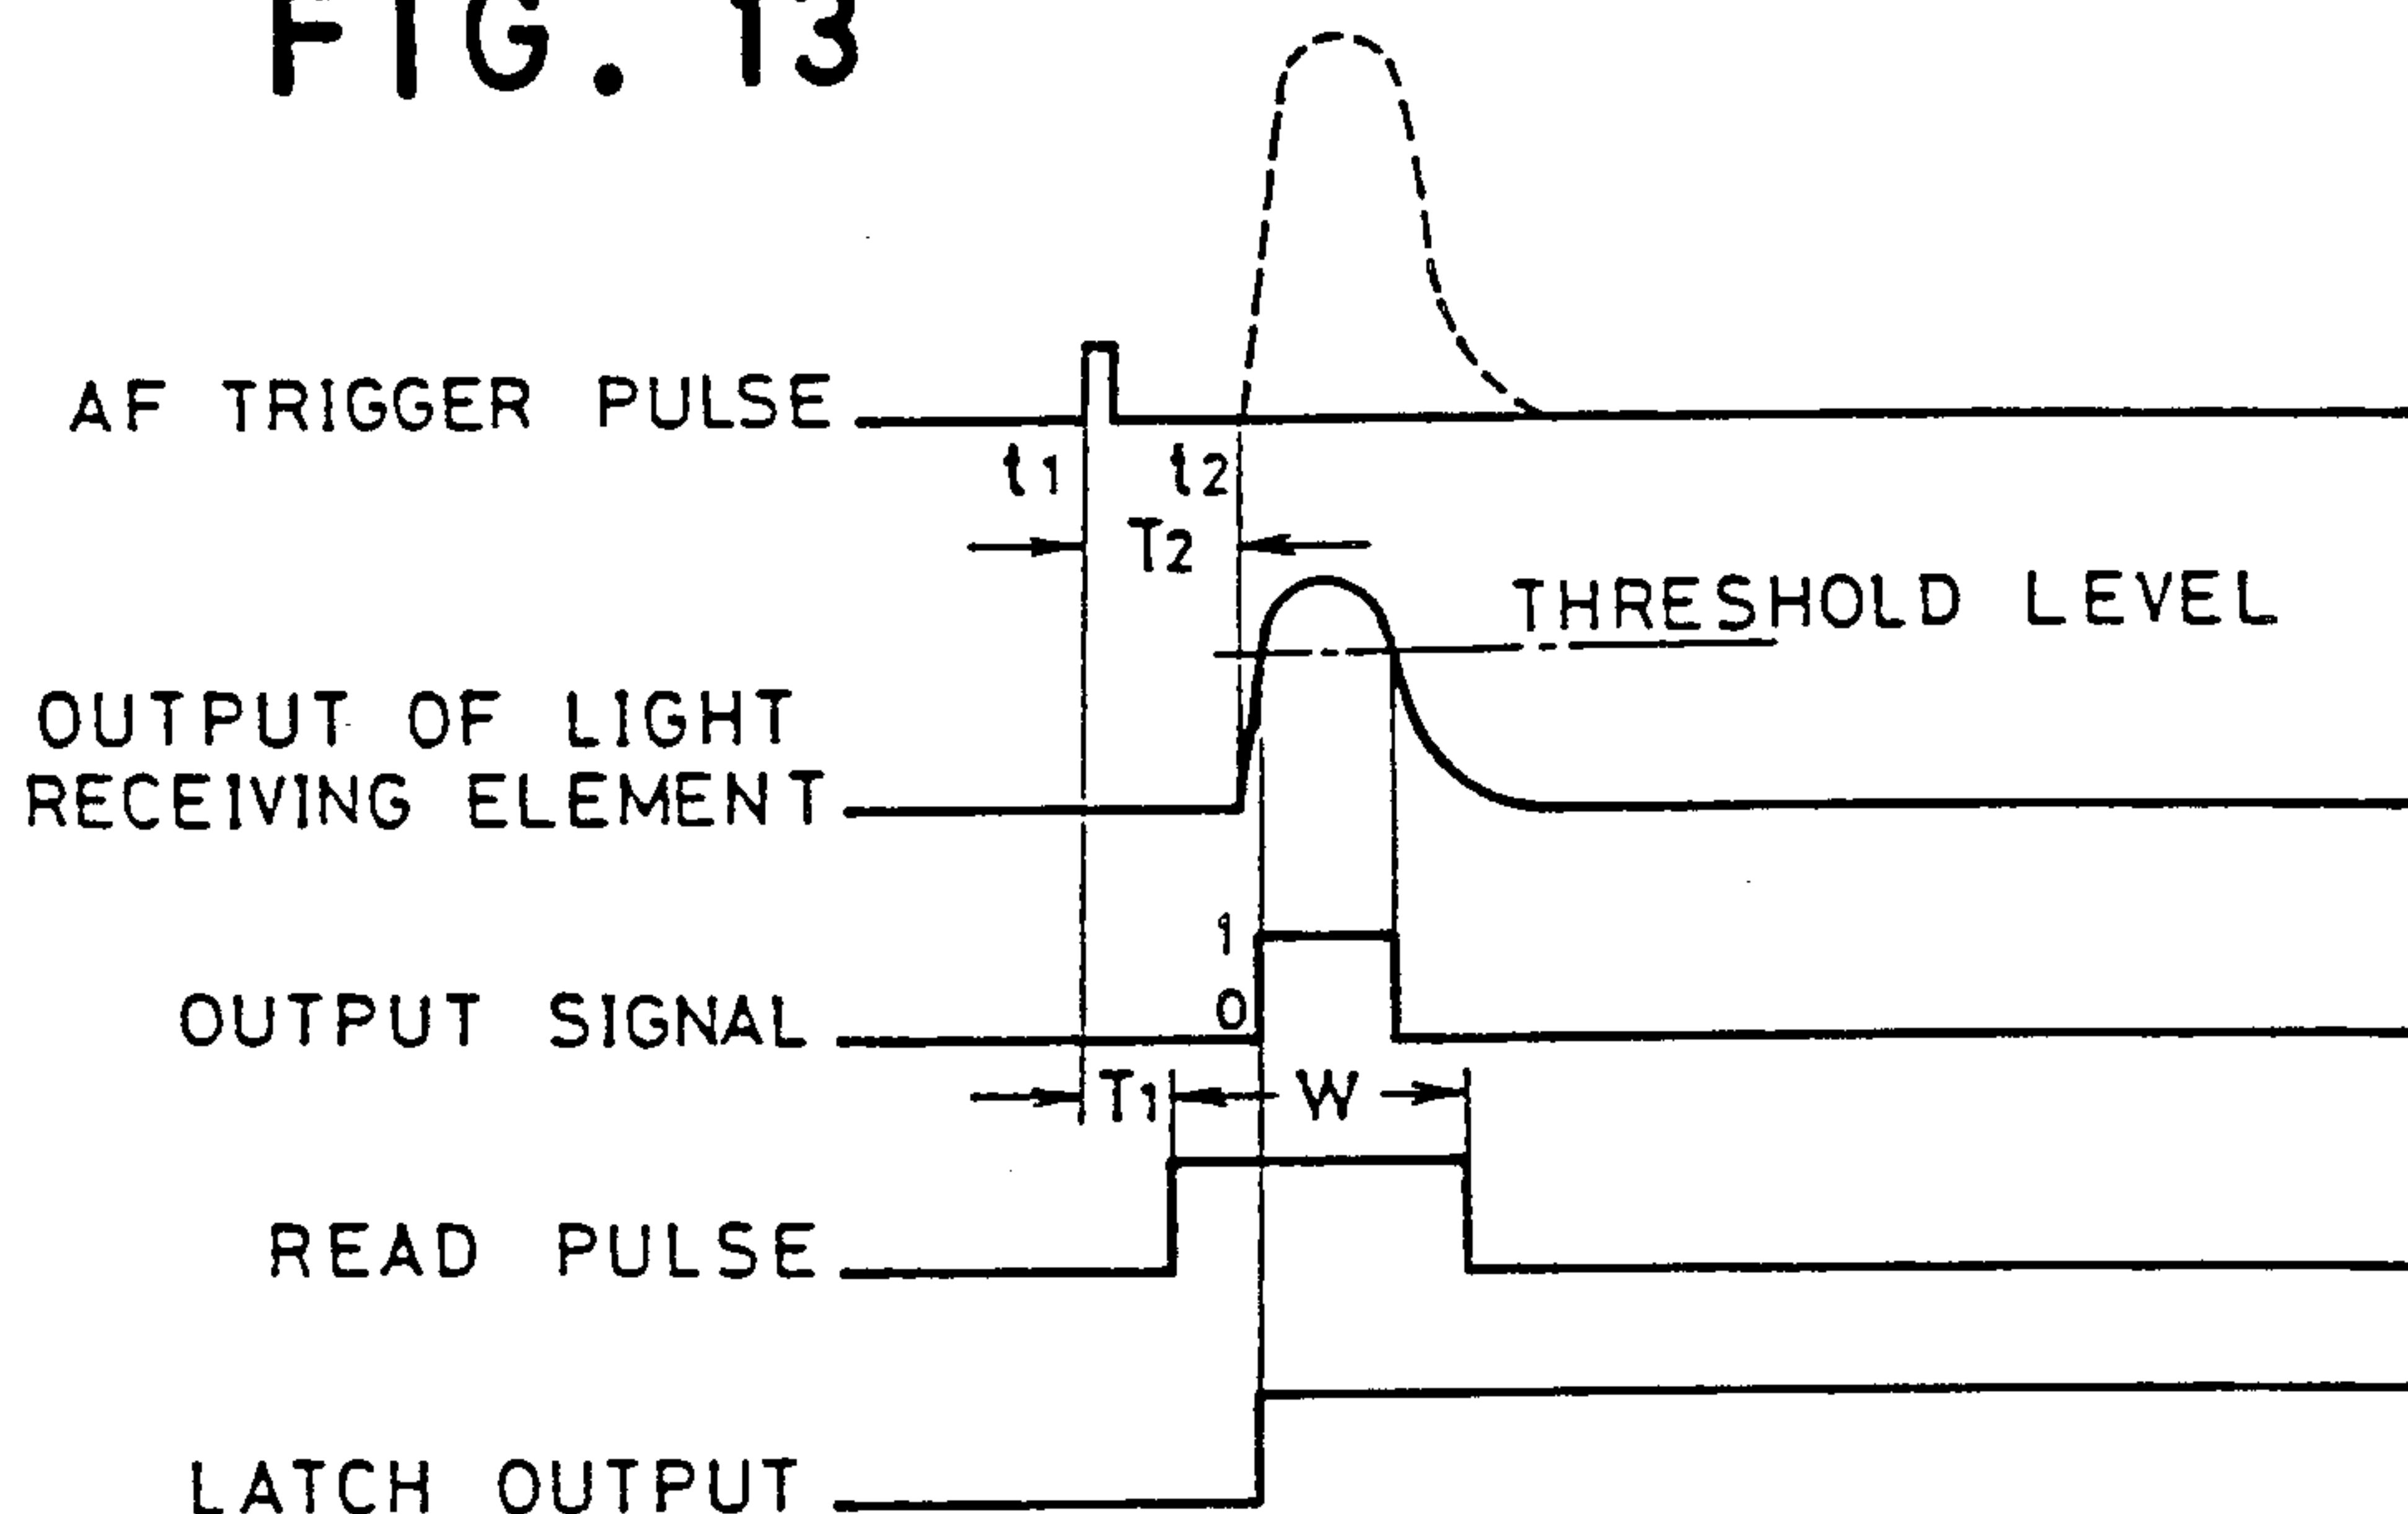 FIG. 13
AF TRIGGER PULSE
t1 t2
T2
THRESHOLD LEVEL
OUTPUT OF LIGHT
RECEIVING ELEMENT
1
0
OUTPUT SIGNAL
T1 W
READ PULSE
LATCH OUTPUT